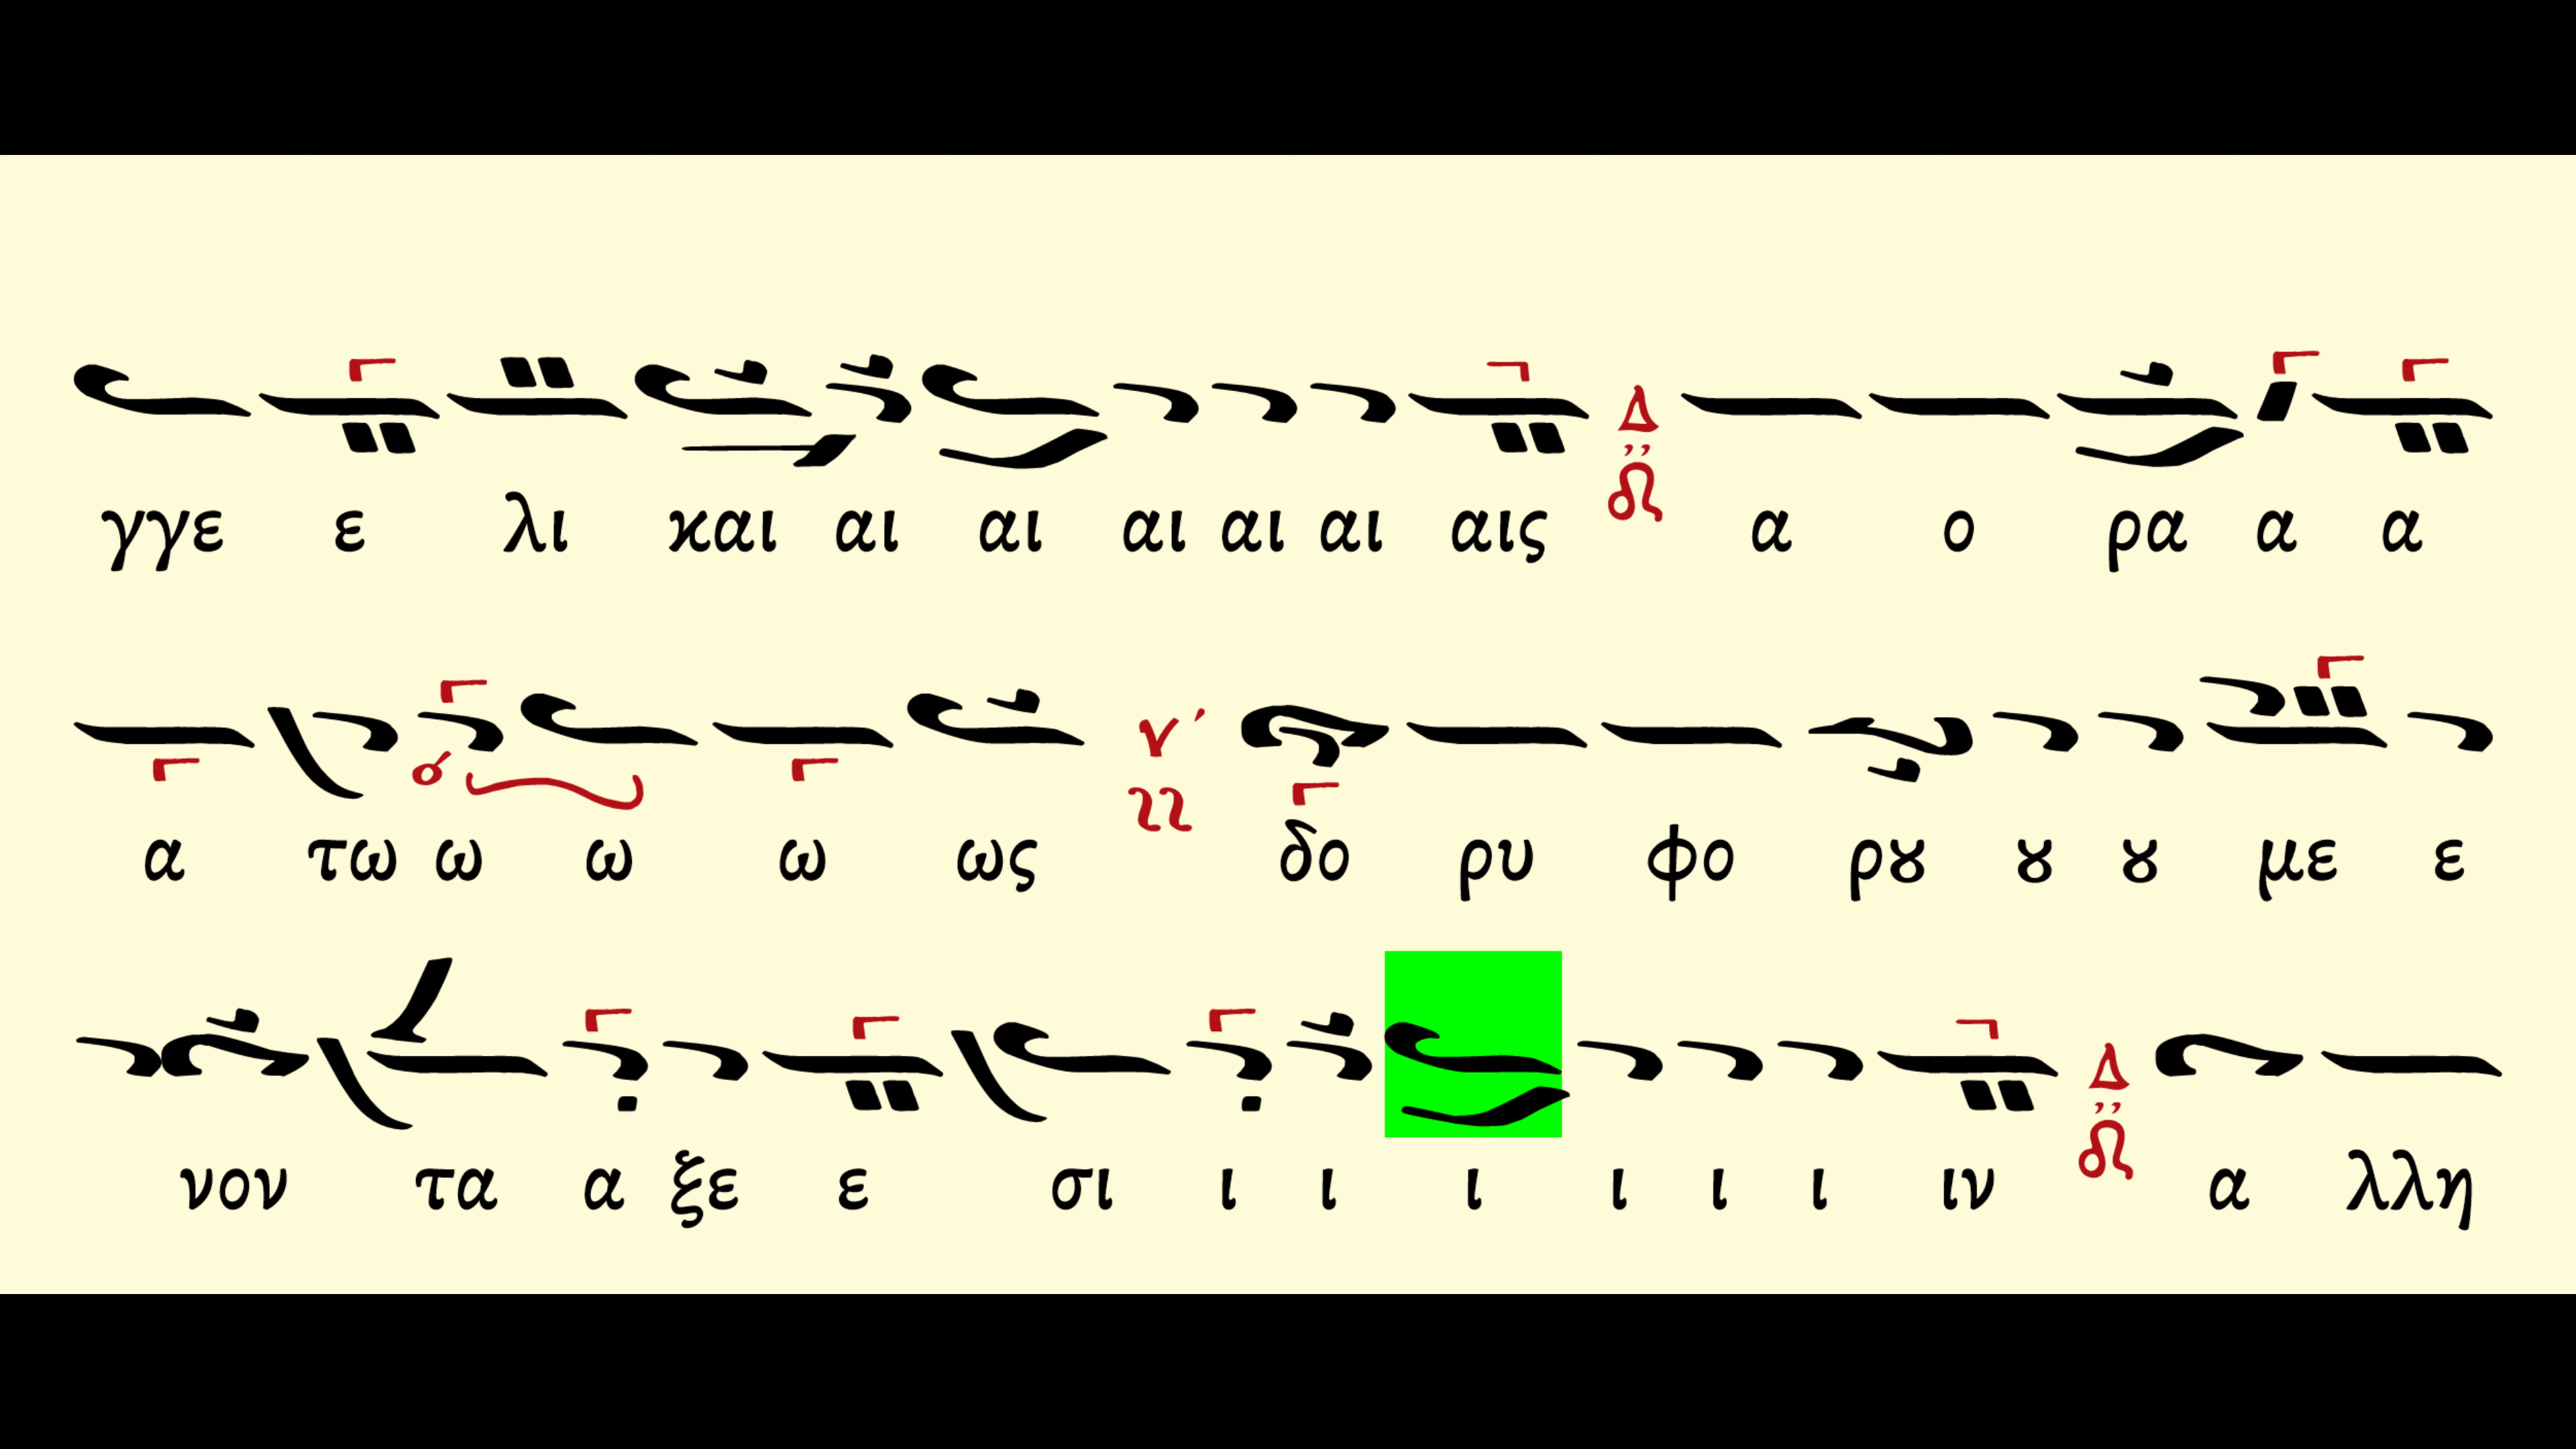 γγε ε λι και αι αι αι αι αι αις Δ α ο ρα α α
α τω ω ω ω ως ν΄ δο ρυ φο ρȣ ȣ ȣ με ε
νον τα α ξε ε σι ι ι ι ι ι ι ιν Δ α λλη